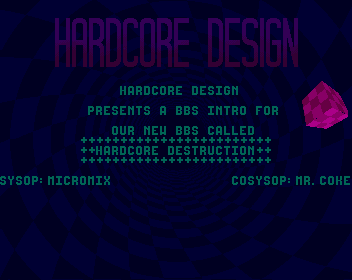 HARDCORE DESIGN
HARDCORE DESIGN
PRESENTS A BBS INTRO FOR
OUR NEW BBS CALLED
++++++++++++++++++++++++
++HARDCORE DESTRUCTION++
++++++++++++++++++++++++
SYSOP: MICROMIX COSYSOP: MR. COKE